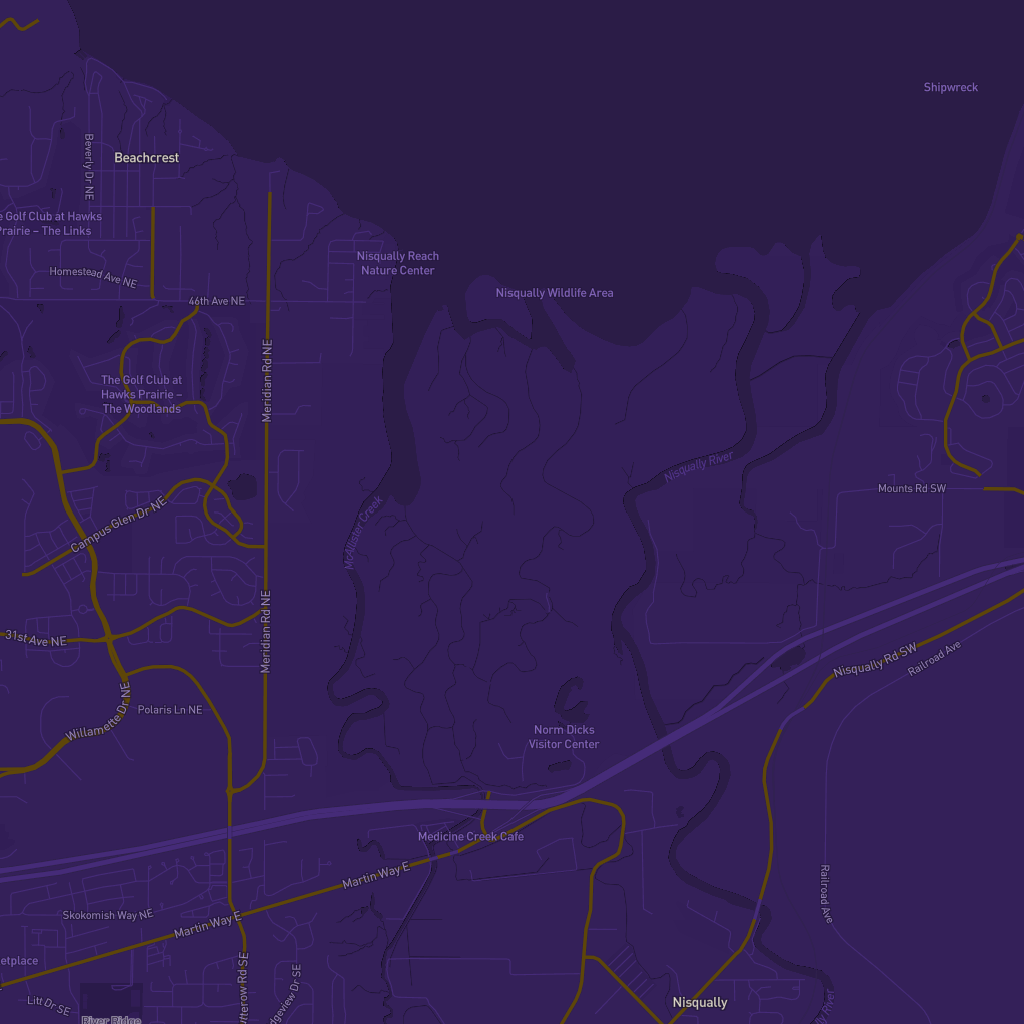 Shipwreck
Beverly Dr NE
Beachcrest
Golf Club at Hawks
Prairie – The Links
Nisqually Reach
Nature Center
Homestead Ave NE
46th Ave NE
Nisqually Wildlife Area
Meridian Rd NE
The Golf Club at
Hawks Prairie –
The Woodlands
Nisqually River
Mounts Rd SW
Campus Glen Dr NE
McAllister Creek
31st Ave NE
Meridian Rd NE
Nisqually Rd SW
Railroad Ave
Willamette Dr NE
Polaris Ln NE
Norm Dicks
Visitor Center
Medicine Creek Cafe
Martin Way E
Railroad Ave
Skokomish Way NE
Martin Way E
Litt Dr SE
River Ridge
Nisqually
River